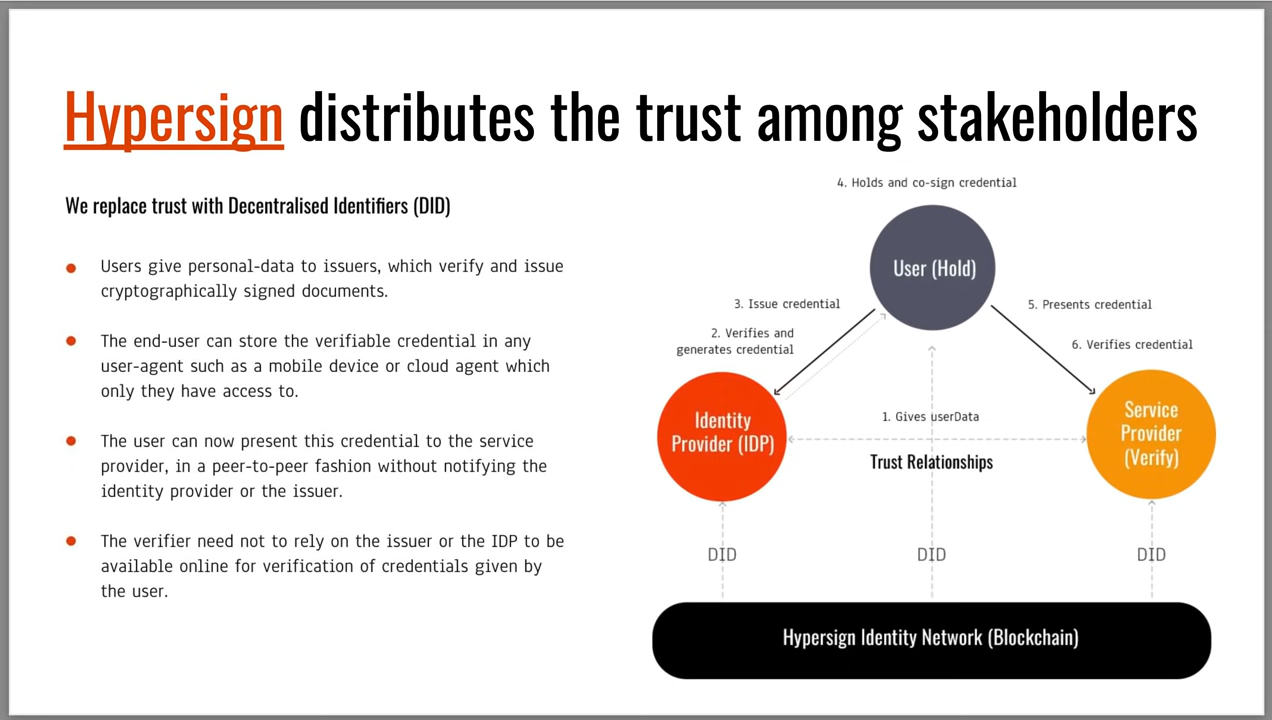 Hypersign distributes the trust among stakeholders
We replace trust with Decentralised Identifiers (DID)
Users give personal-data to issuers, which verify and issue
cryptographically signed documents.
The end-user can store the verifiable credential in any
user-agent such as a mobile device or cloud agent which
only they have access to.
The user can now present this credential to the service
provider, in a peer-to-peer fashion without notifying the
identity provider or the issuer.
The verifier need not to rely on the issuer or the IDP to be
available online for verification of credentials given by
the user.
4. Holds and co-sign credential
User (Hold)
3. Issue credential
5. Presents credential
2. Verifies and
generates credential
6. Verifies credential
Identity
Provider (IDP)
1. Gives userData
Trust Relationships
Service
Provider
(Verify)
DID
DID
DID
Hypersign Identity Network (Blockchain)